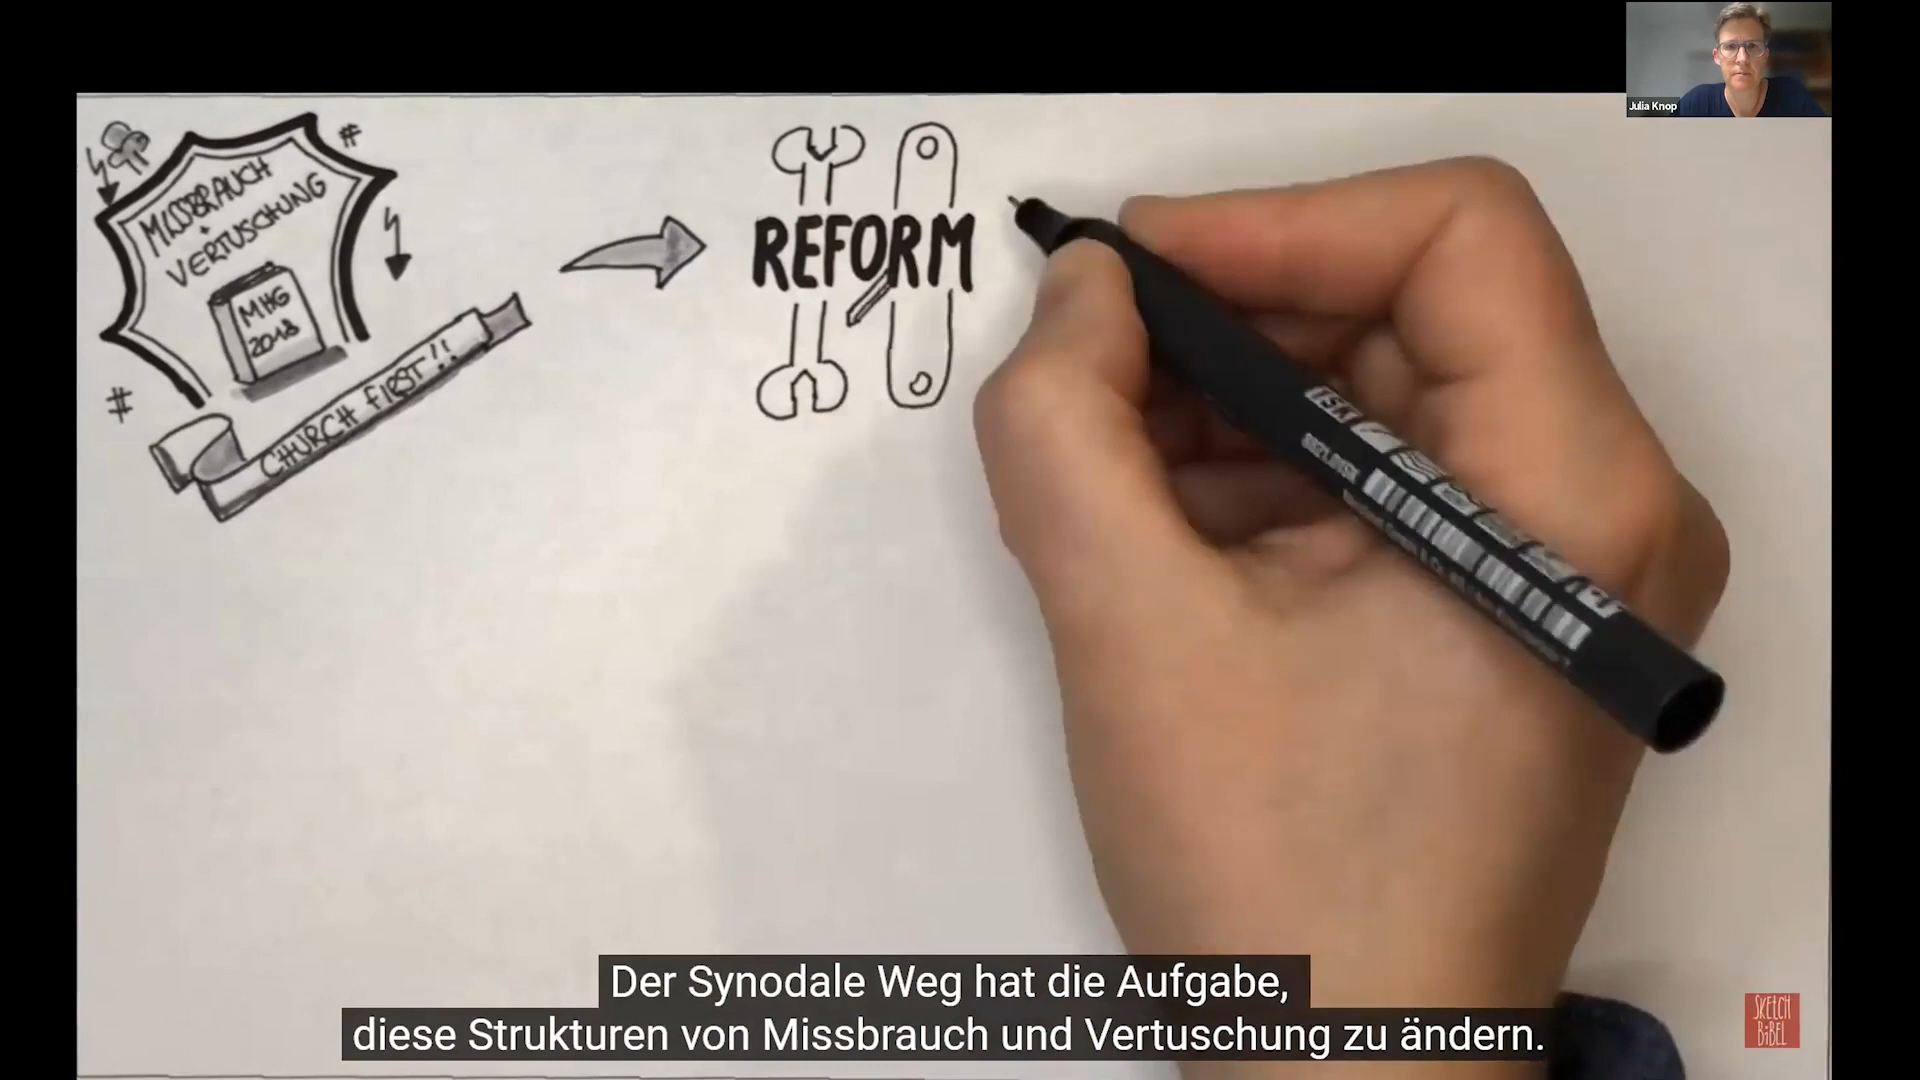 Julia Knop
#
MISSBRAUCH
+
VERTUSCHUNG
MHG
2018
#
CHURCH FIRST!!
REFORM
Der Synodale Weg hat die Aufgabe,
diese Strukturen von Missbrauch und Vertuschung zu ändern.
SKETCH
BIBEL